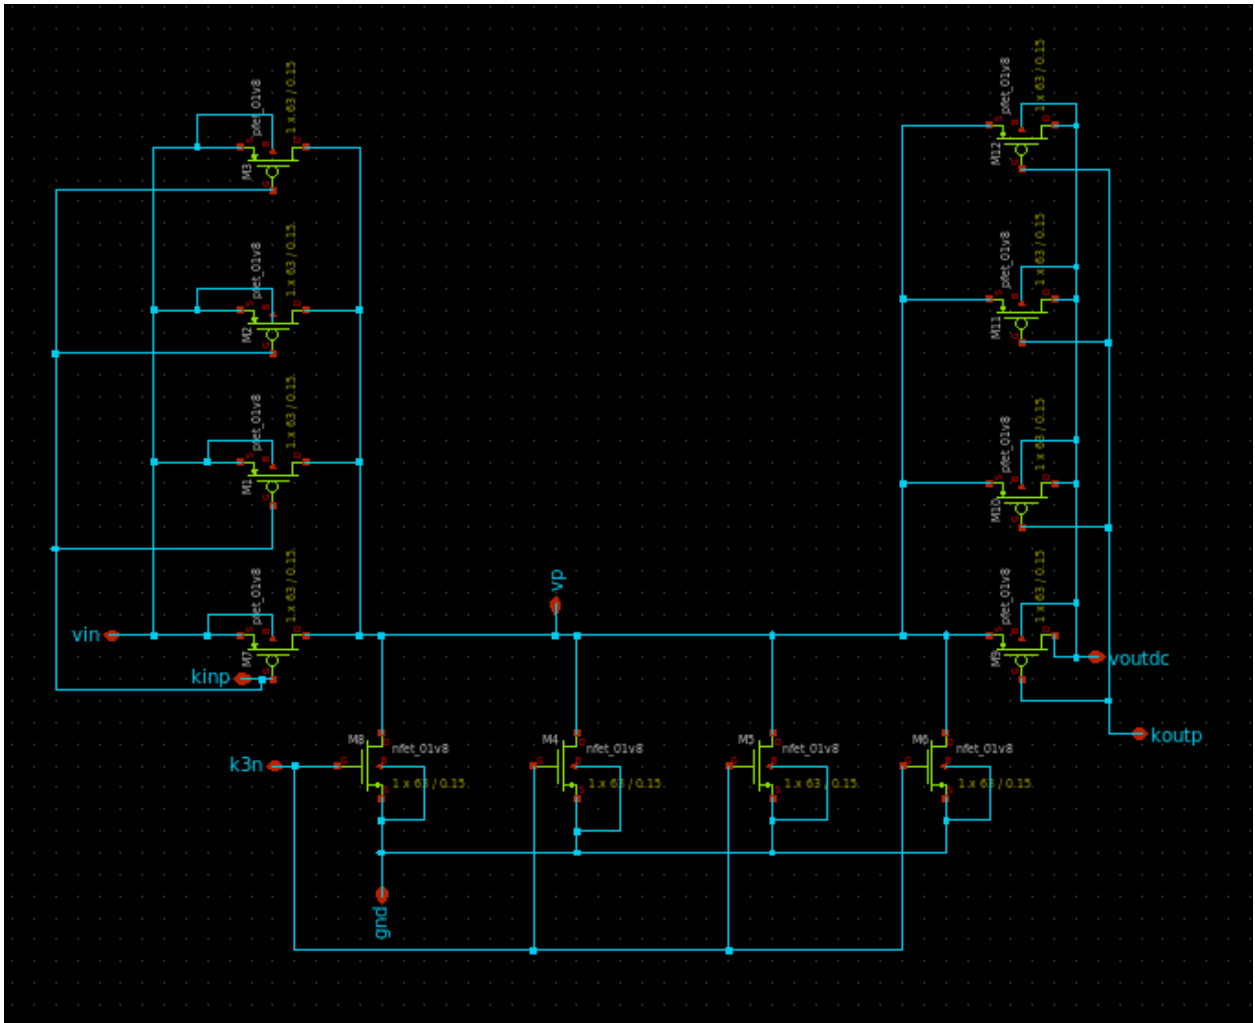 pfet_01v8
1 x 63 / 0.15
M12
pfet_01v8
1 x 63 / 0.15
M3
pfet_01v8
1 x 63 / 0.15
M11
pfet_01v8
1 x 63 / 0.15.
M2
pfet_01v8
1 x 63 / 0.15.
M1
pfet_01v8
1 x 63 / 0.15
M10
pfet_01v8
1 x 63 / 0.15.
M7
vin
kinp
vp
pfet_01v8
1 x 63 / 0.15
M9
voutdc
koutp
k3n
M8
nfet_01v8
1 x 63 / 0.15.
M4
nfet_01v8
1 x 63 / 0.15.
M5
nfet_01v8
1 x 63 / 0.15.
M6
nfet_01v8
1 x 63 / 0.15.
gnd